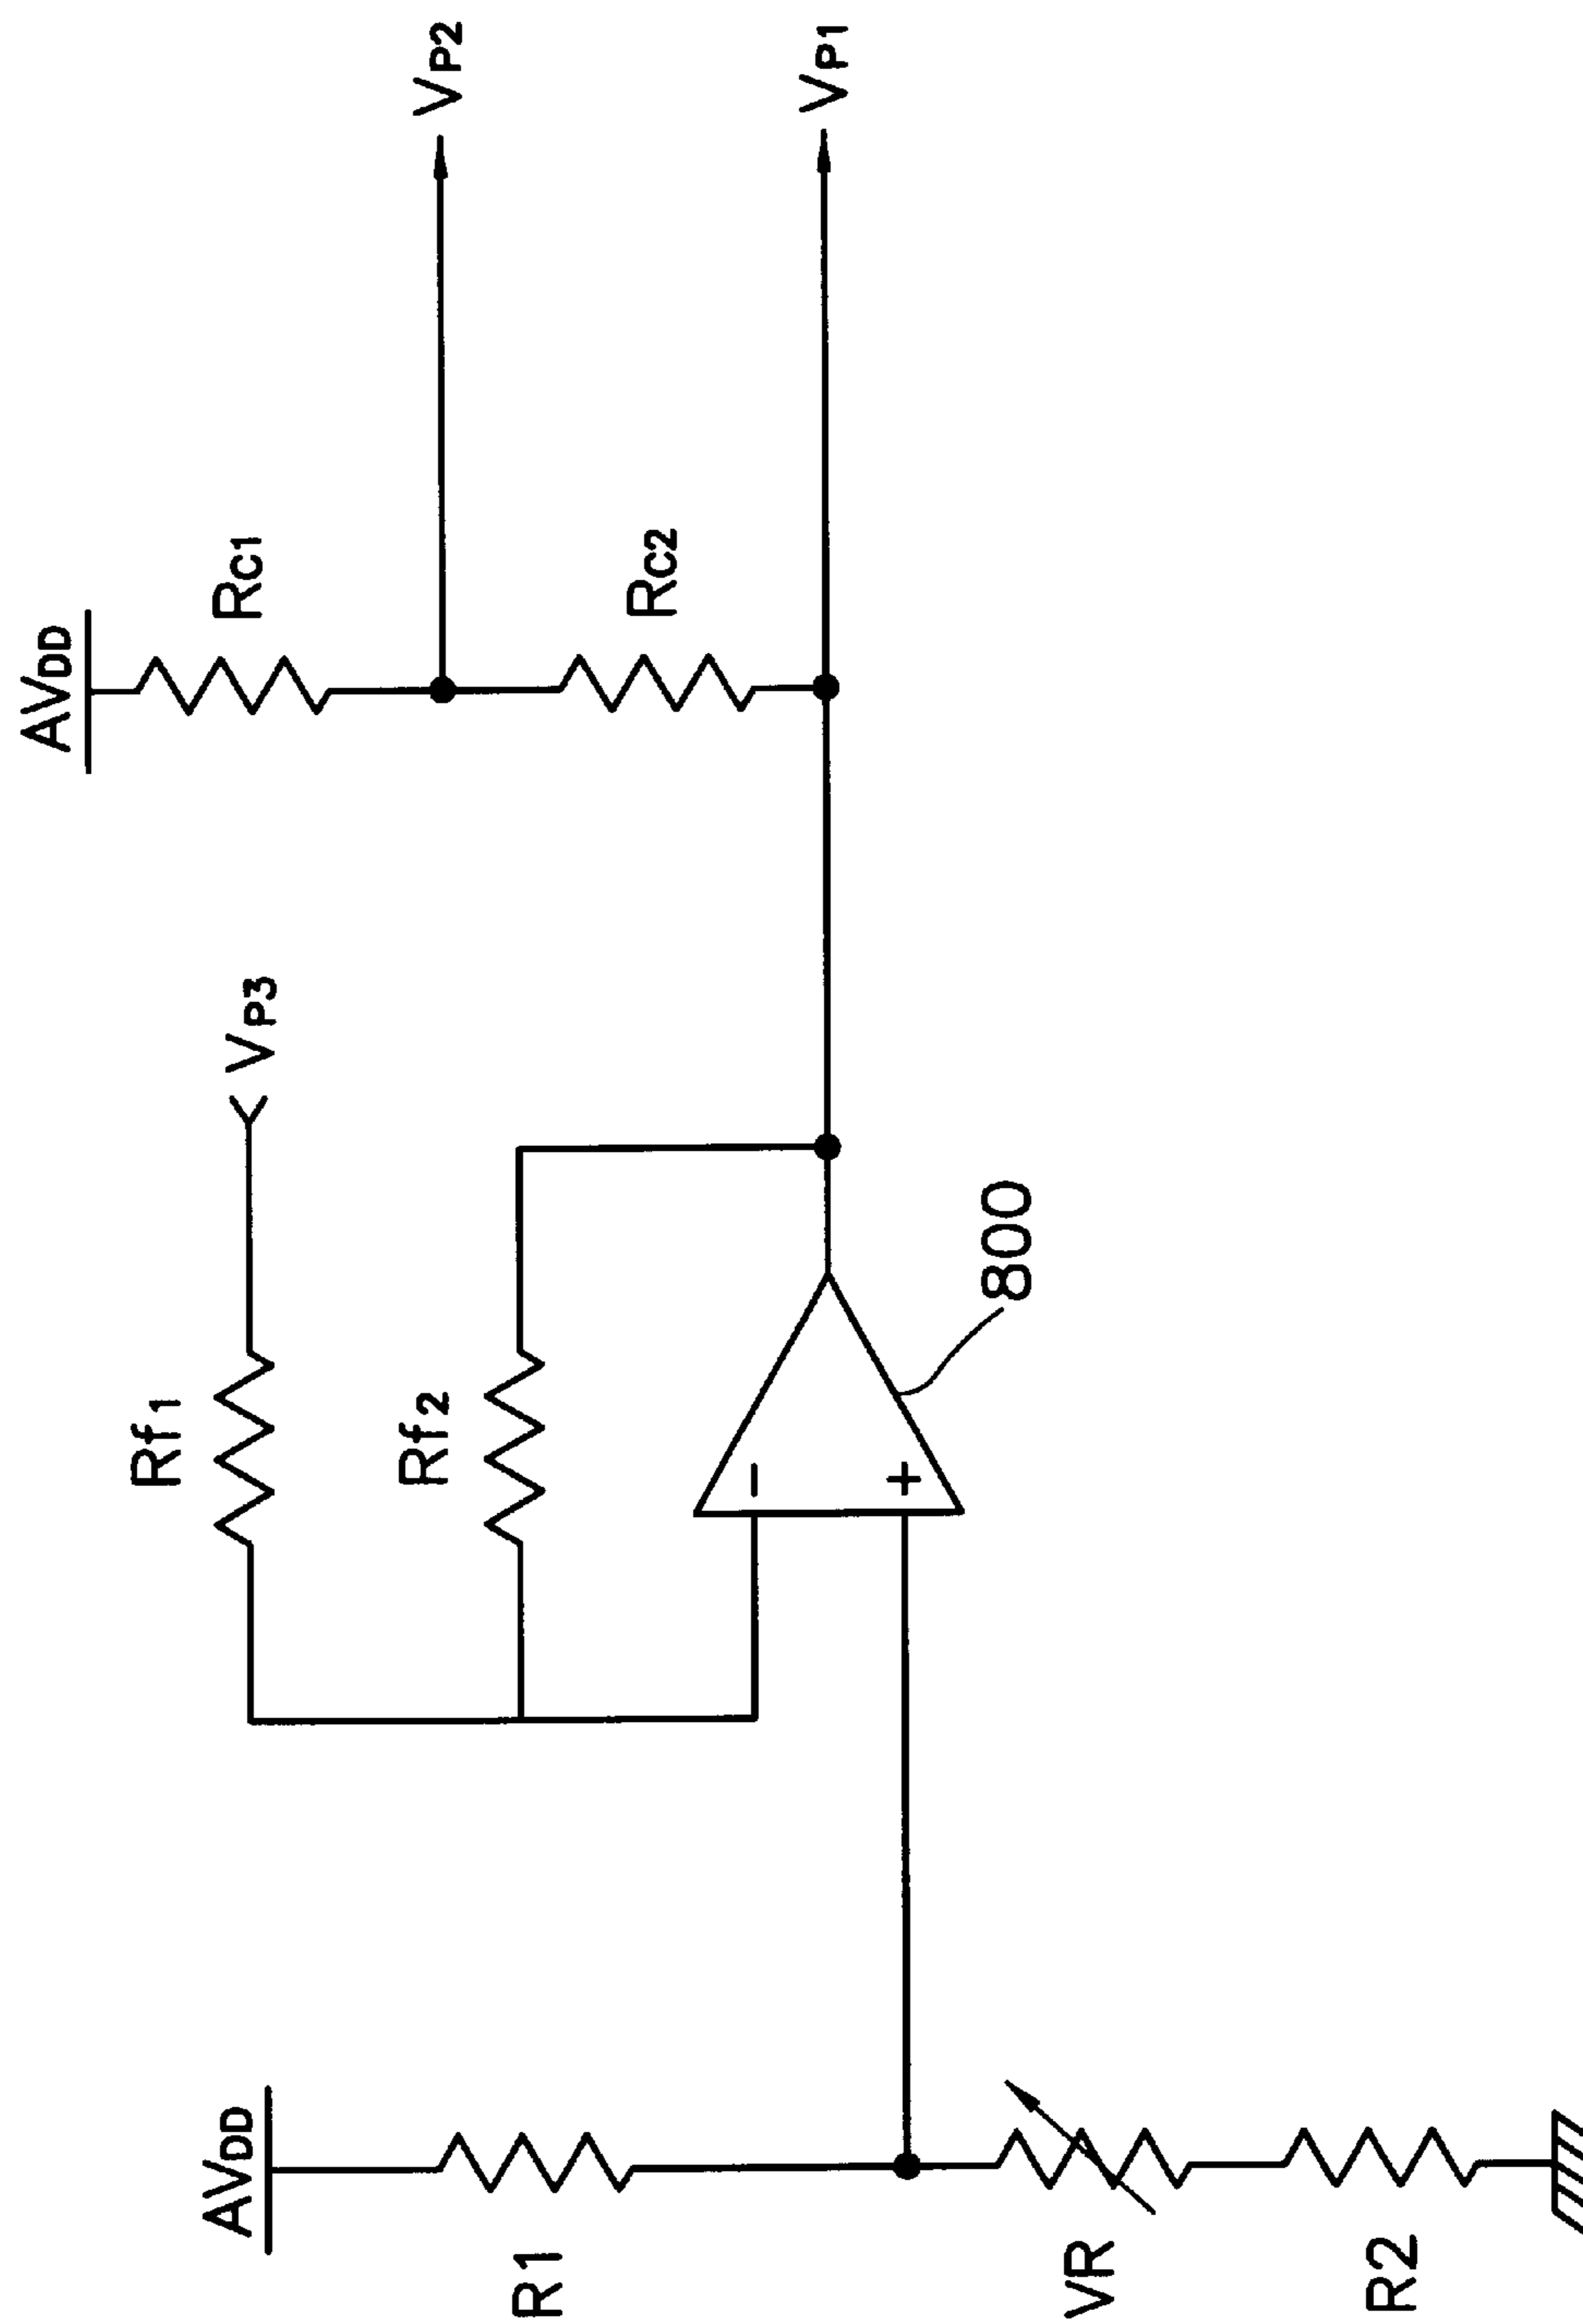 AVDD
R1
VR
R2
Rf1
Rf2
VP3
-
+
800
AVDD
RC1
RC2
VP2
VP1